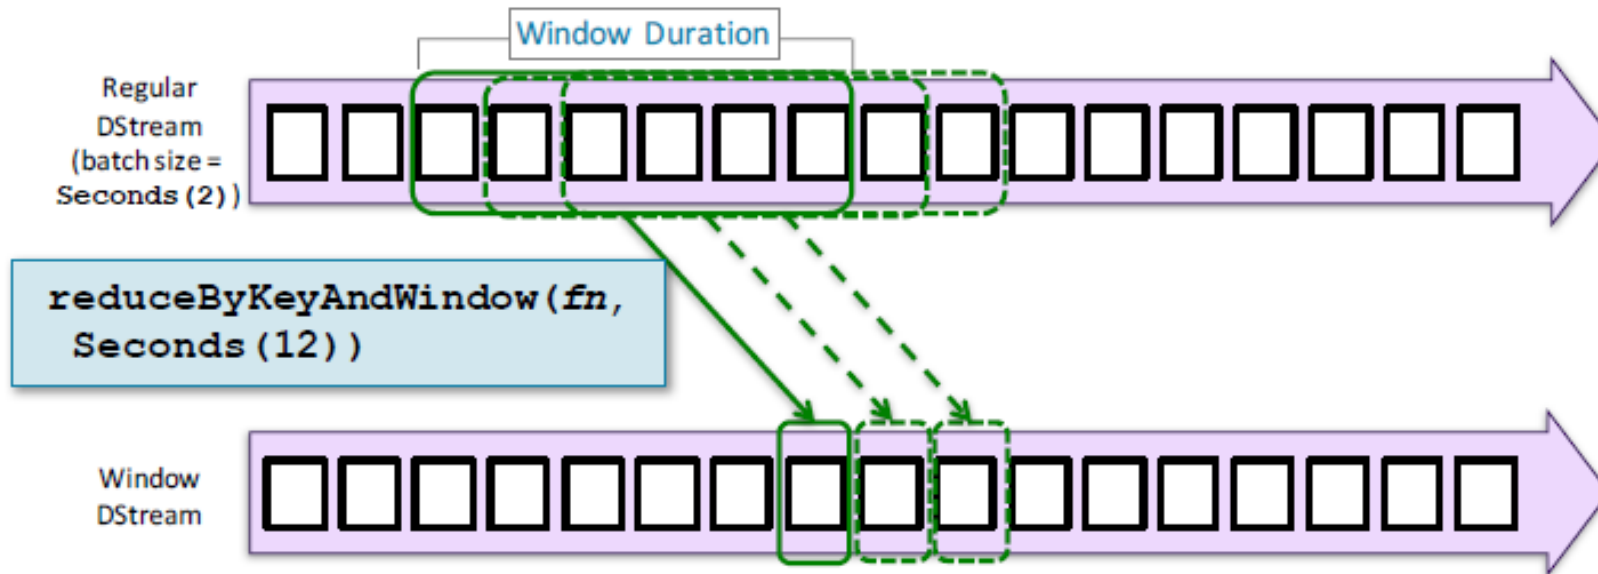 Window Duration
Regular
DStream
(batch size =
Seconds(2))
reduceByKeyAndWindow(fn,
Seconds(12))
Window
DStream